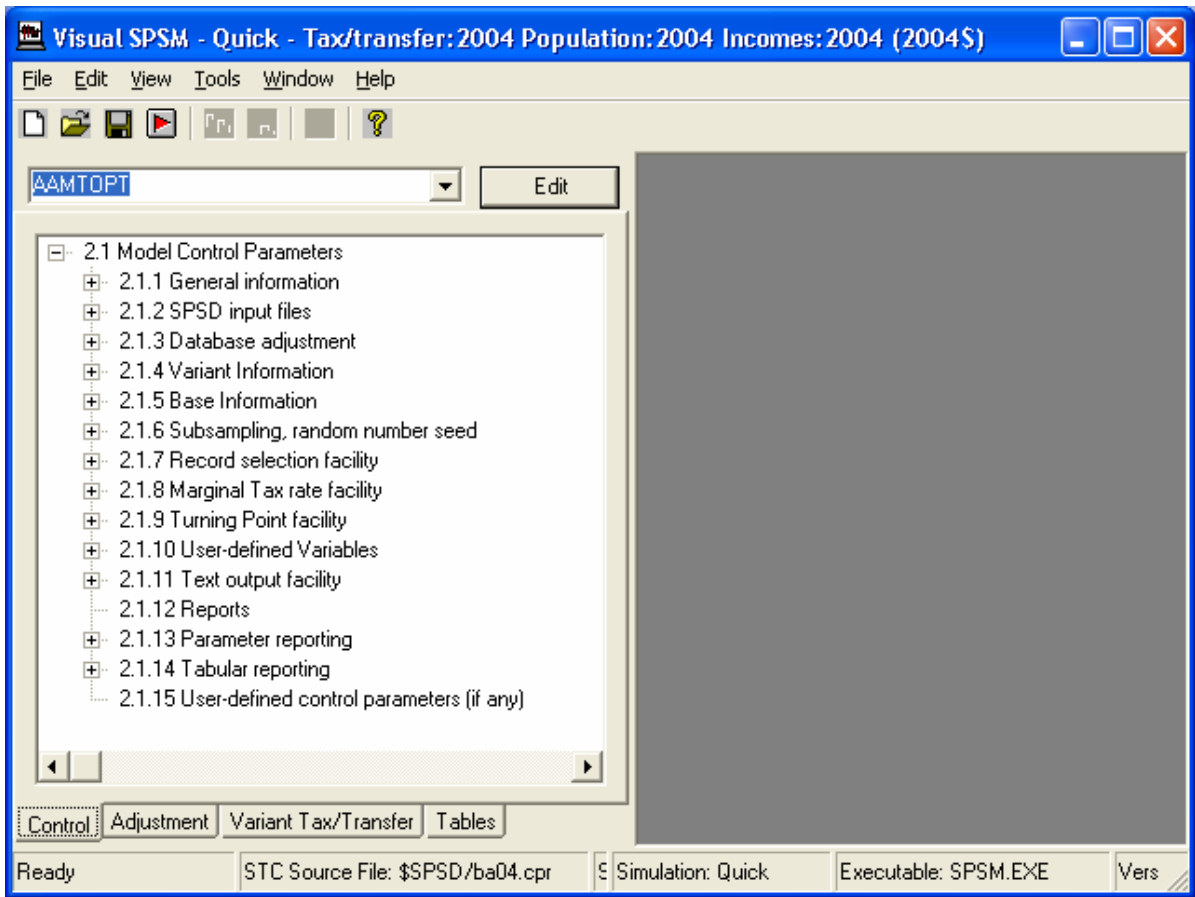 Visual SPSM - Quick - Tax/transfer:2004 Population:2004 Incomes:2004 (2004$)
File Edit View Tools Window Help
AAMTOPT
Edit
2.1 Model Control Parameters
2.1.1 General information
2.1.2 SPSD input files
2.1.3 Database adjustment
2.1.4 Variant Information
2.1.5 Base Information
2.1.6 Subsampling, random number seed
2.1.7 Record selection facility
2.1.8 Marginal Tax rate facility
2.1.9 Turning Point facility
2.1.10 User-defined Variables
2.1.11 Text output facility
2.1.12 Reports
2.1.13 Parameter reporting
2.1.14 Tabular reporting
2.1.15 User-defined control parameters (if any)
Control Adjustment Variant Tax/Transfer Tables
Ready STC Source File: $SPSD/ba04.cpr S Simulation: Quick Executable: SPSM.EXE Vers